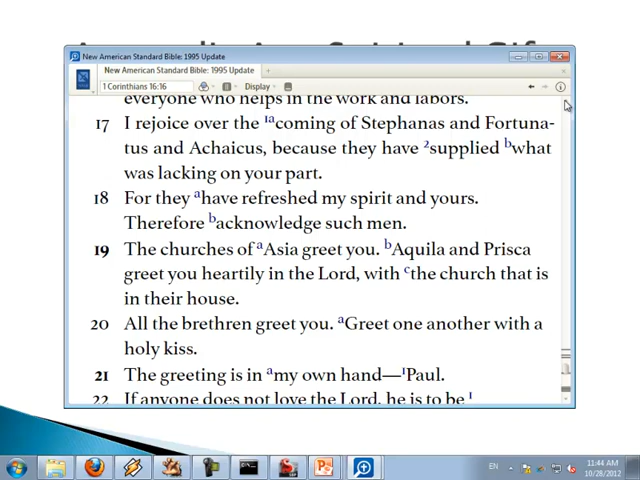 New American Standard Bible: 1995 Update
New American Standard Bible: 1995 Update
1 Corinthians 16:16
Display
everyone who helps in the work and labors.
17 I rejoice over the 1a coming of Stephanas and Fortuna-
tus and Achaicus, because they have 2supplied bwhat
was lacking on your part.
18 For they ahave refreshed my spirit and yours.
Therefore backnowledge such men.
19 The churches of aAsia greet you. bAquila and Prisca
greet you heartily in the Lord, with cthe church that is
in their house.
20 All the brethren greet you. aGreet one another with a
holy kiss.
21 The greeting is in amy own hand—1Paul.
22 If anyone does not love the Lord, he is to be 1
EN
11:44 AM
10/28/2012